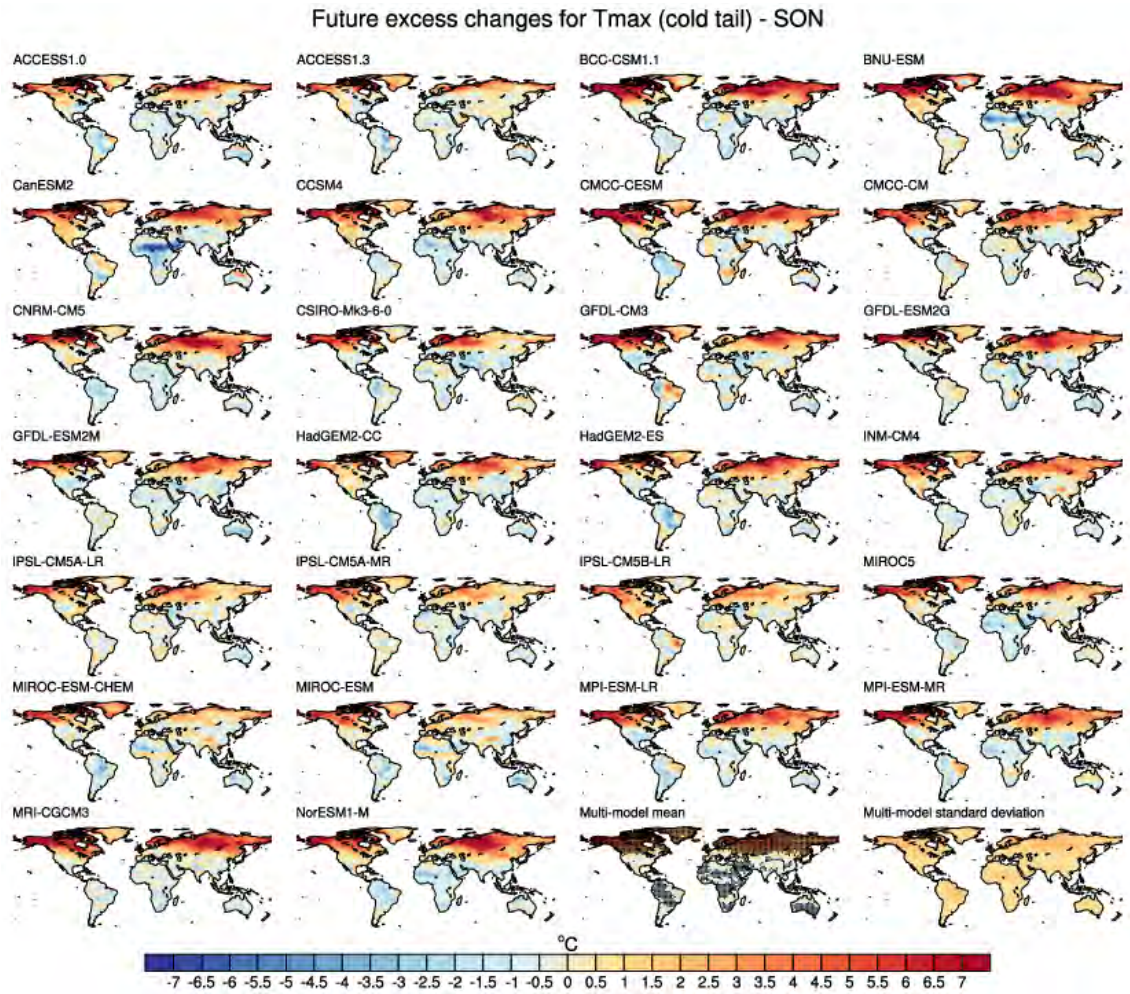 Future excess changes for Tmax (cold tail) - SON
ACCESS1.0 ACCESS1.3 BCC-CSM1.1 BNU-ESM
CanESM2 CCSM4 CMCC-CESM CMCC-CM
CNRM-CM5 CSIRO-Mk3-6-0 GFDL-CM3 GFDL-ESM2G
GFDL-ESM2M HadGEM2-CC HadGEM2-ES INM-CM4
IPSL-CM5A-LR IPSL-CM5A-MR IPSL-CM5B-LR MIROC5
MIROC-ESM-CHEM MIROC-ESM MPI-ESM-LR MPI-ESM-MR
MRI-CGCM3 NorESM1-M Multi-model mean Multi-model standard deviation
°C
-7 -6.5 -5.5 -5 -4.5 -4 -3.5 -3 -2.5 -2 -1.5 -1 -0.5 0 0.5 1 1.5 2 2.5 3 3.5 4 4.5 5 5.5 6 6.5 7